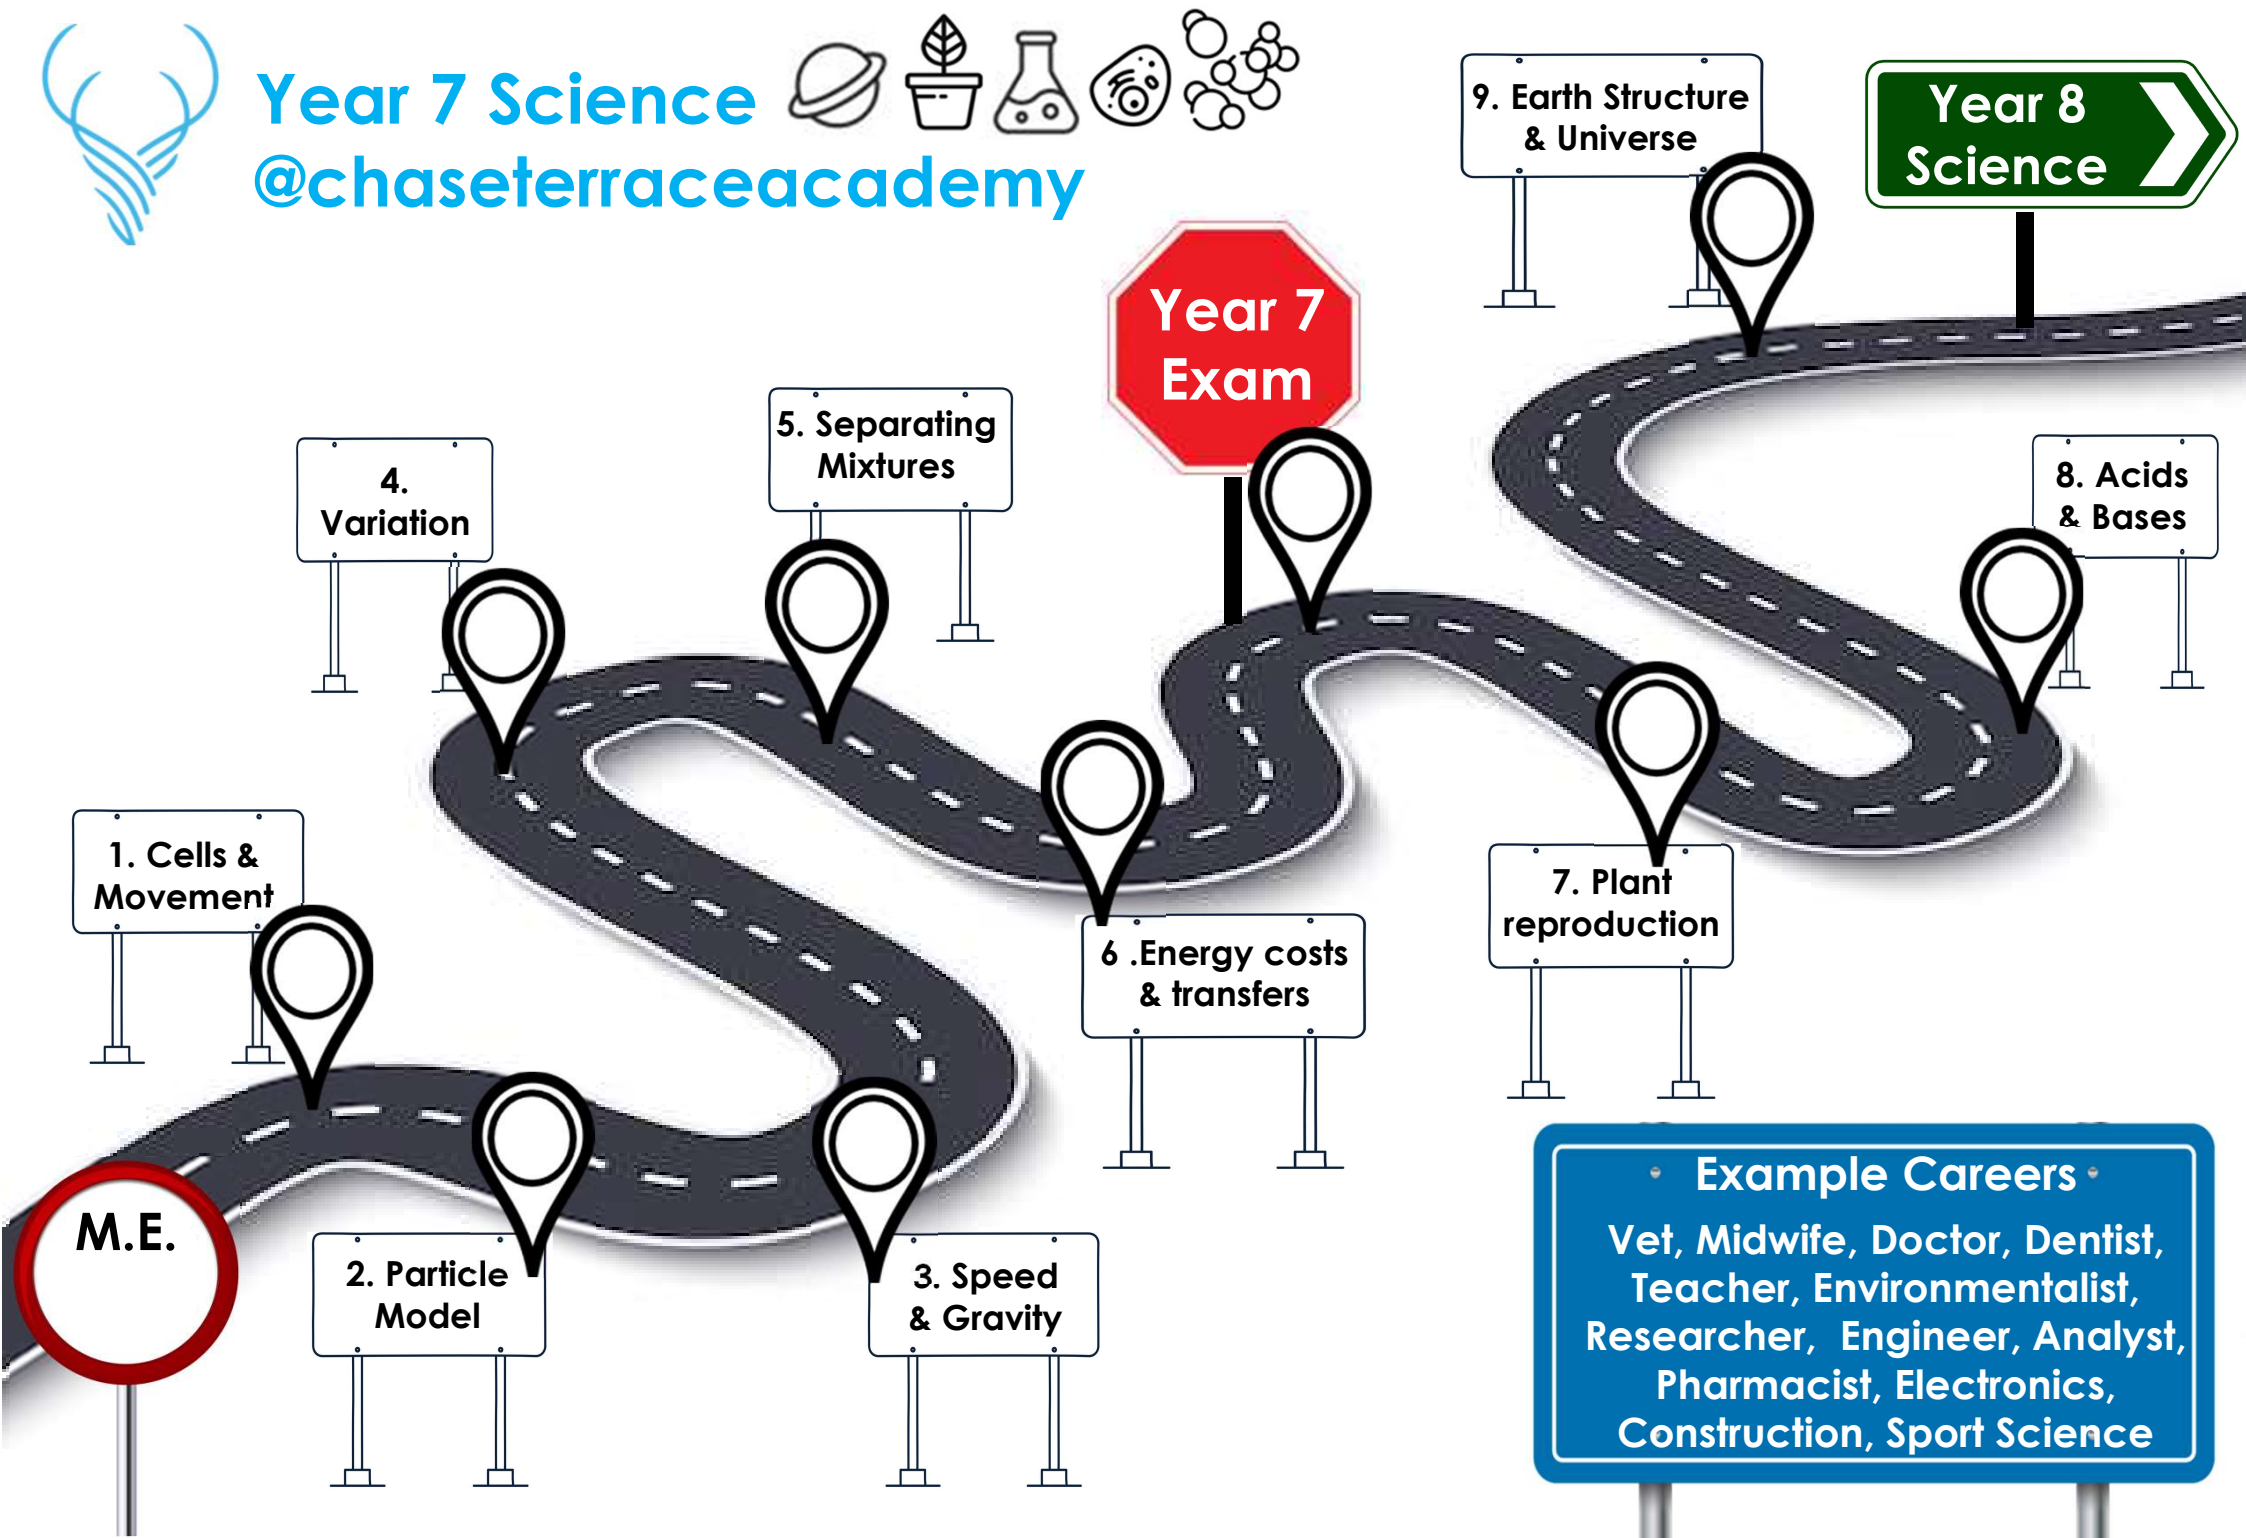 Year 7 Science
@chaseterraceacademy
9. Earth Structure
& Universe
Year 8
Science
Year 7
Exam
5. Separating
Mixtures
4.
Variation
8. Acids
& Bases
1. Cells &
Movement
7. Plant
reproduction
6 .Energy costs
& transfers
M.E.
2. Particle
Model
3. Speed
& Gravity
Example Careers
Vet, Midwife, Doctor, Dentist,
Teacher, Environmentalist,
Researcher, Engineer, Analyst,
Pharmacist, Electronics,
Construction, Sport Science